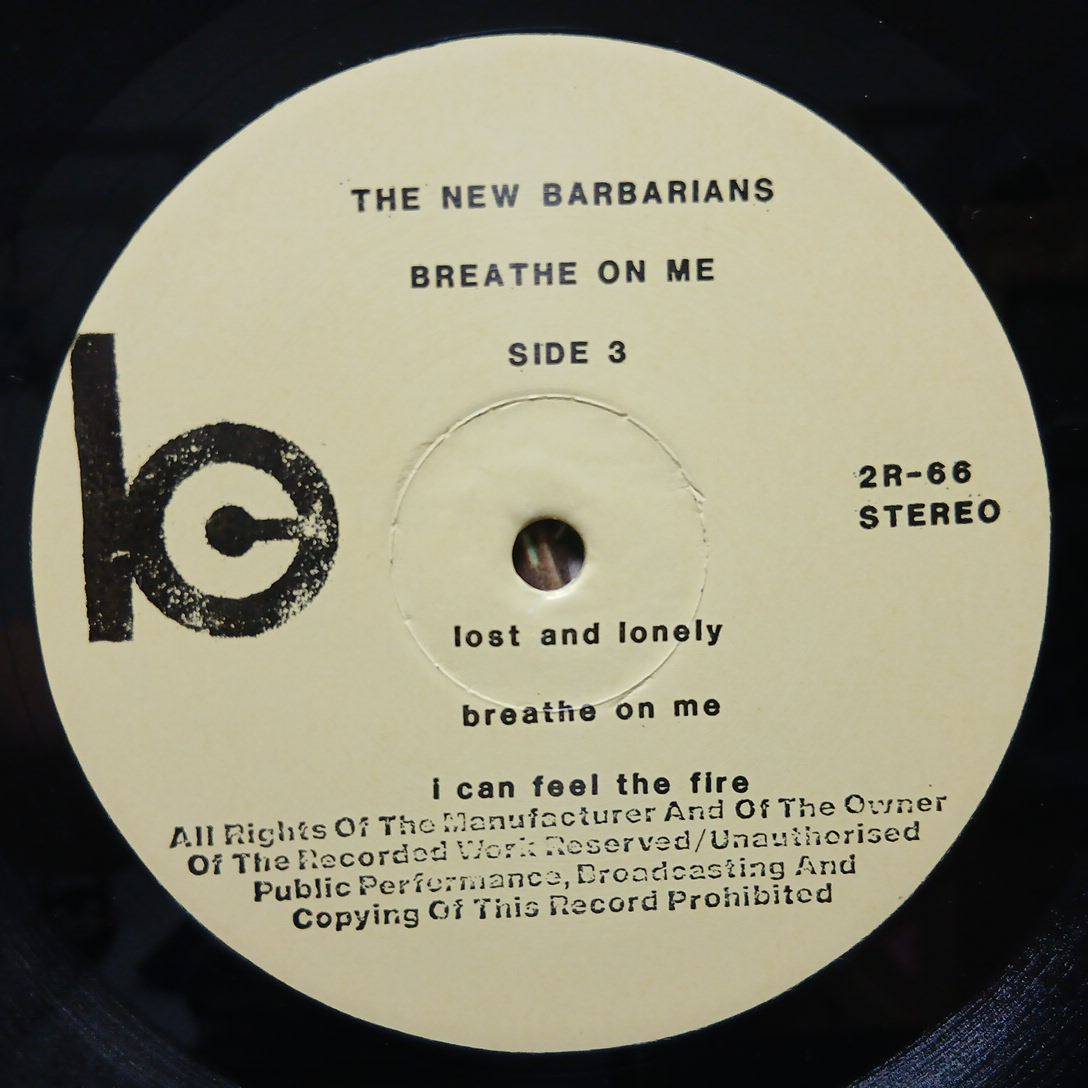 THE NEW BARBARIANS
BREATHE ON ME
SIDE 3
2R-66
STEREO
lost and lonely
breathe on me
i can feel the fire
All Rights Of The Manufacturer And Of The Owner
Of The Recorded Work Reserved/Unauthorised
Public Performance, Broadcasting And
Copying Of This Record Prohibited